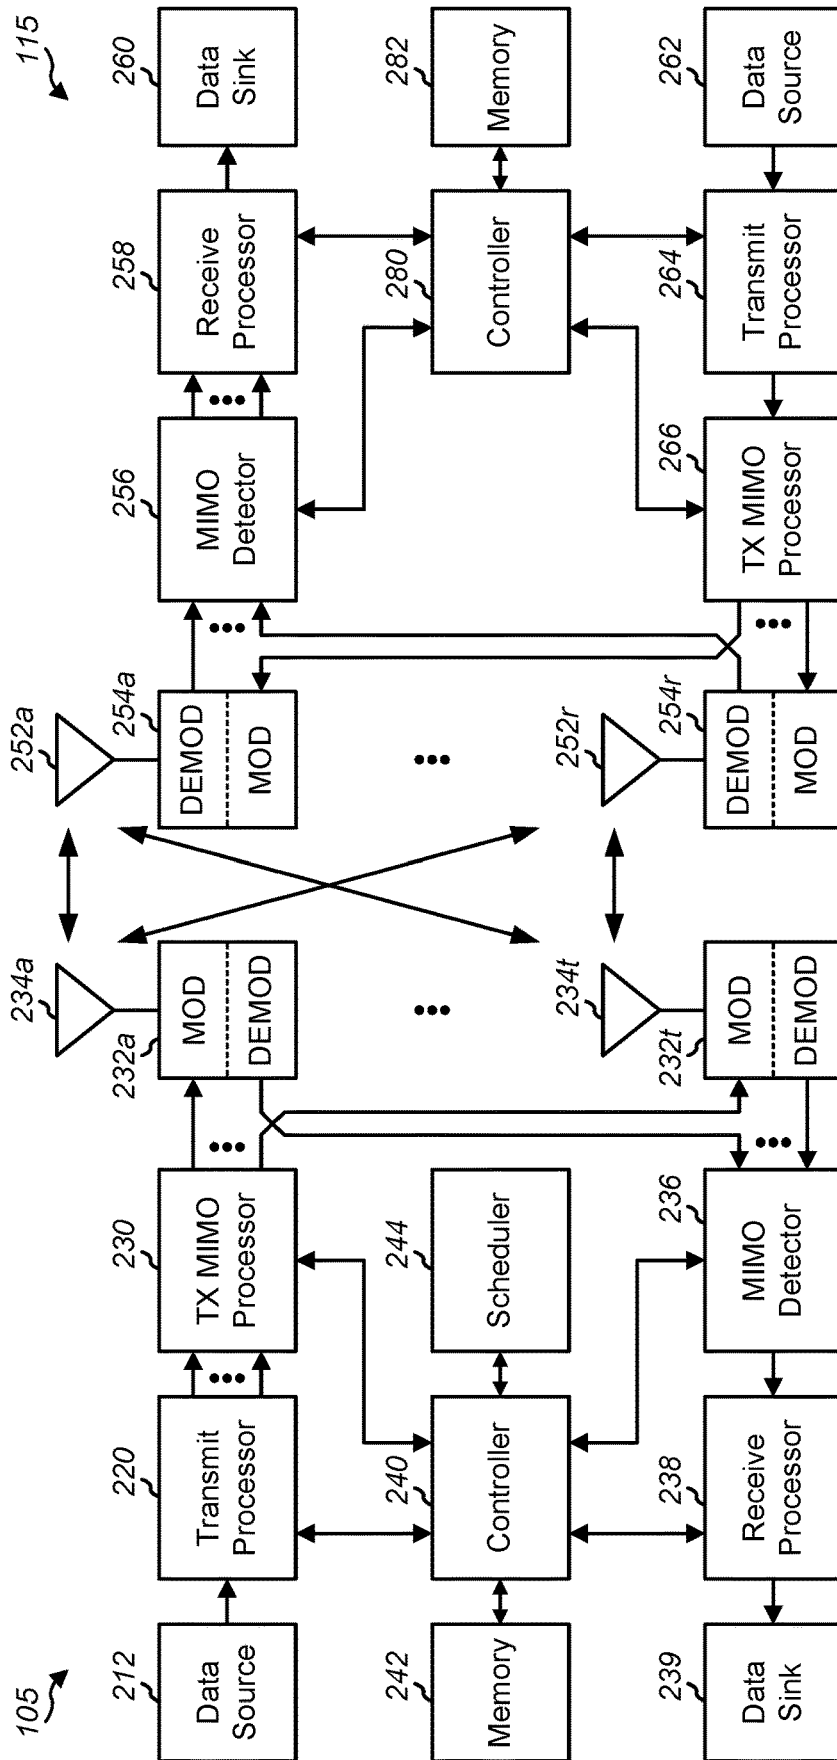 105
115
212
Data
Source
220
Transmit
Processor
230
TX MIMO
Processor
232a
MOD
DEMOD
234a
252a
254a
DEMOD
MOD
256
MIMO
Detector
258
Receive
Processor
260
Data
Sink
242
Memory
240
Controller
244
Scheduler
280
Controller
282
Memory
239
Data
Sink
238
Receive
Processor
236
MIMO
Detector
232t
MOD
DEMOD
234t
252r
254r
DEMOD
MOD
266
TX MIMO
Processor
264
Transmit
Processor
262
Data
Source